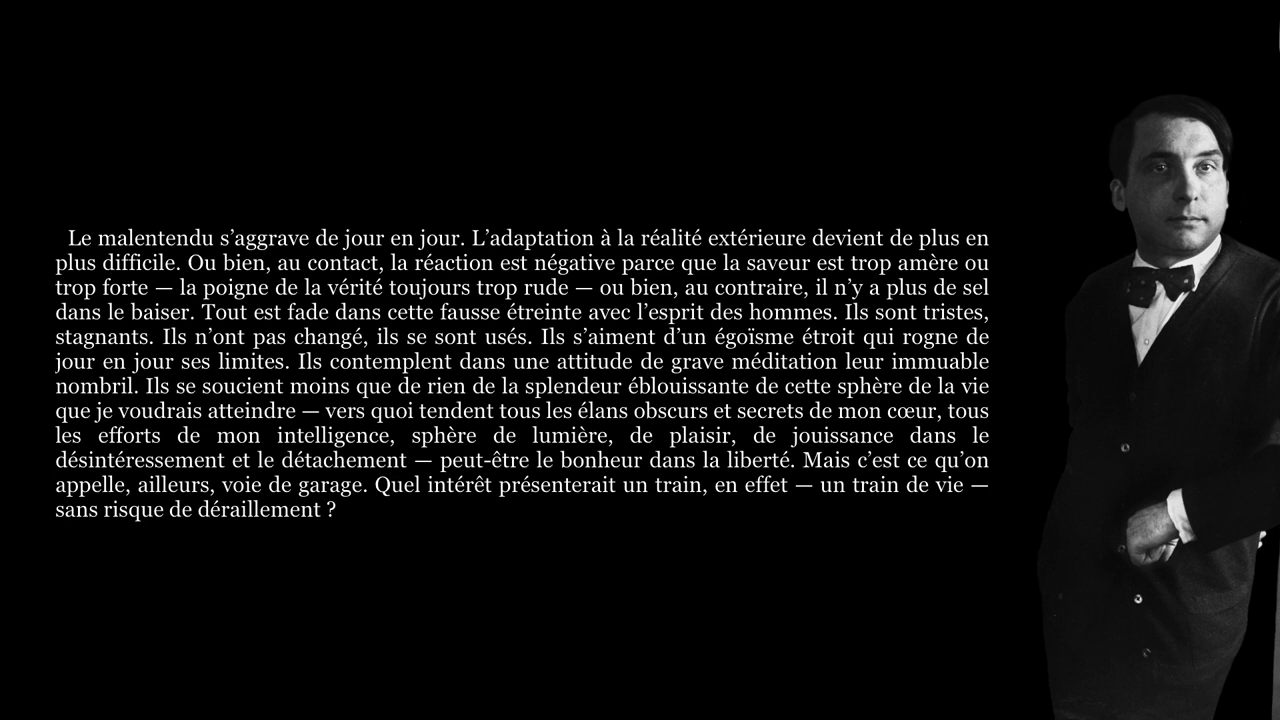 Le malentendu s’aggrave de jour en jour. L’adaptation à la réalité extérieure devient de plus en
plus difficile. Ou bien, au contact, la réaction est négative parce que la saveur est trop amère ou
trop forte — la poigne de la vérité toujours trop rude — ou bien, au contraire, il n’y a plus de sel
dans le baiser. Tout est fade dans cette fausse étreinte avec l’esprit des hommes. Ils sont tristes,
stagnants. Ils n’ont pas changé, ils se sont usés. Ils s’aiment d’un égoïsme étroit qui rogne de
jour en jour ses limites. Ils contemplent dans une attitude de grave méditation leur immuable
nombril. Ils se soucient moins que de rien de la splendeur éblouissante de cette sphère de la vie
que je voudrais atteindre — vers quoi tendent tous les élans obscurs et secrets de mon cœur, tous
les efforts de mon intelligence, sphère de lumière, de plaisir, de jouissance dans le
désintéressement et le détachement — peut-être le bonheur dans la liberté. Mais c’est ce qu’on
appelle, ailleurs, voie de garage. Quel intérêt présenterait un train, en effet — un train de vie —
sans risque de déraillement ?